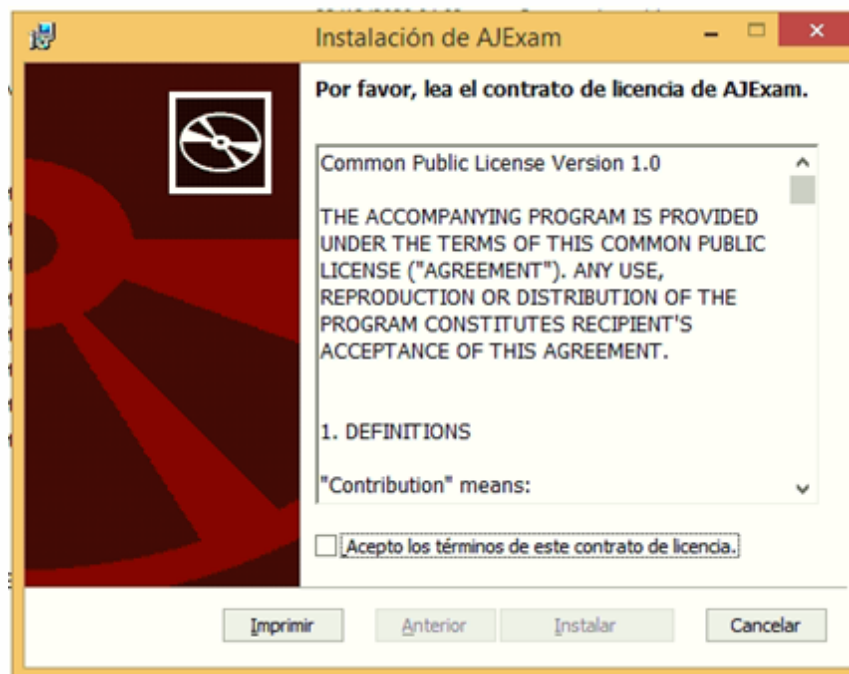 Instalación de AJExam
Por favor, lea el contrato de licencia de AJExam.
Common Public License Version 1.0
THE ACCOMPANYING PROGRAM IS PROVIDED
UNDER THE TERMS OF THIS COMMON PUBLIC
LICENSE ("AGREEMENT"). ANY USE,
REPRODUCTION OR DISTRIBUTION OF THE
PROGRAM CONSTITUTES RECIPIENT'S
ACCEPTANCE OF THIS AGREEMENT.
1. DEFINITIONS
"Contribution" means:
Acepto los términos de este contrato de licencia.
Imprimir Anterior Instalar Cancelar